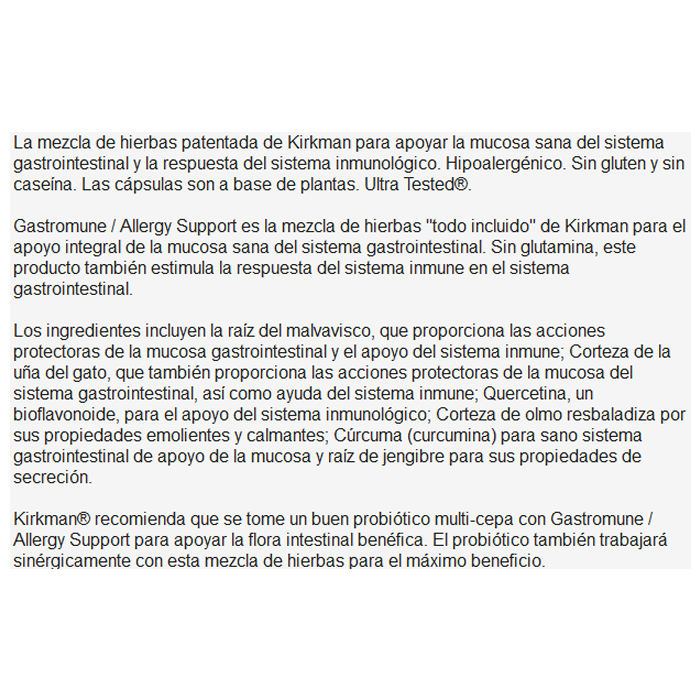 La mezcla de hierbas patentada de Kirkman para apoyar la mucosa sana del sistema
gastrointestinal y la respuesta del sistema inmunológico. Hipoalergénico. Sin gluten y sin
caseína. Las cápsulas son a base de plantas. Ultra Tested®.
Gastromune / Allergy Support es la mezcla de hierbas "todo incluido" de Kirkman para el
apoyo integral de la mucosa sana del sistema gastrointestinal. Sin glutamina, este
producto también estimula la respuesta del sistema inmune en el sistema
gastrointestinal.
Los ingredientes incluyen la raíz del malvavisco, que proporciona las acciones
protectoras de la mucosa gastrointestinal y el apoyo del sistema inmune; Corteza de la
uña del gato, que también proporciona las acciones protectoras de la mucosa del
sistema gastrointestinal, así como ayuda del sistema inmune; Quercetina, un
bioflavonoide, para el apoyo del sistema inmunológico; Corteza de olmo resbaladiza por
sus propiedades emolientes y calmantes; Cúrcuma (curcumina) para sano sistema
gastrointestinal de apoyo de la mucosa y raíz de jengibre para sus propiedades de
secreción.
Kirkman® recomienda que se tome un buen probiótico multi-cepa con Gastromune /
Allergy Support para apoyar la flora intestinal benéfica. El probiótico también trabajará
sinérgicamente con esta mezcla de hierbas para el máximo beneficio.